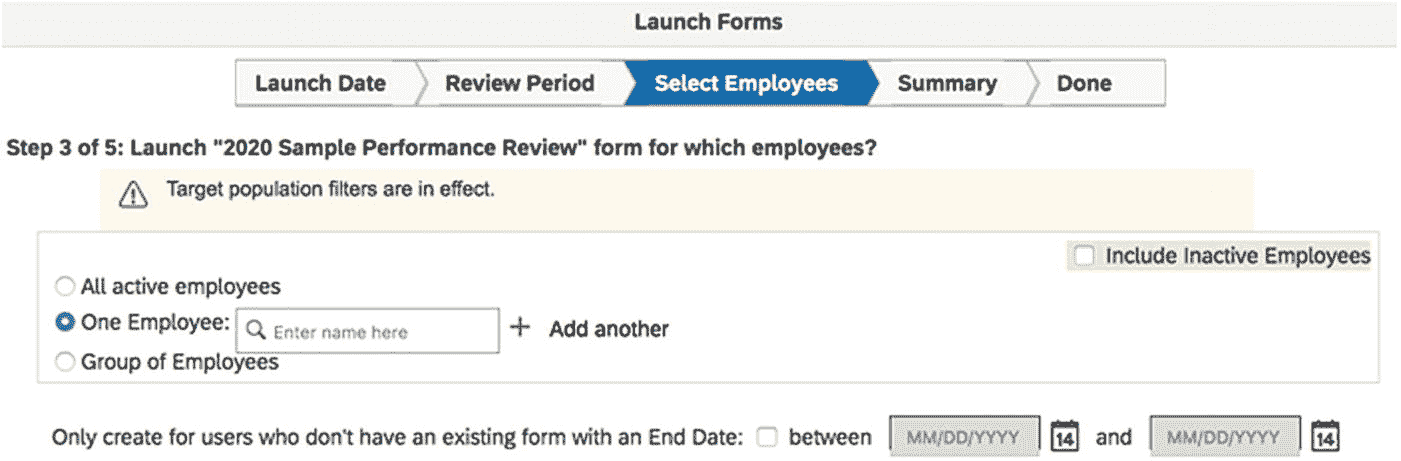 Launch Forms
Launch Date Review Period Select Employees Summary Done
Step 3 of 5: Launch "2020 Sample Performance Review" form for which employees?
Target population filters are in effect.
Include Inactive Employees
All active employees
One Employee: Enter name here + Add another
Group of Employees
Only create for users who don't have an existing form with an End Date: between MM/DD/YYYY 14 and MM/DD/YYYY 14